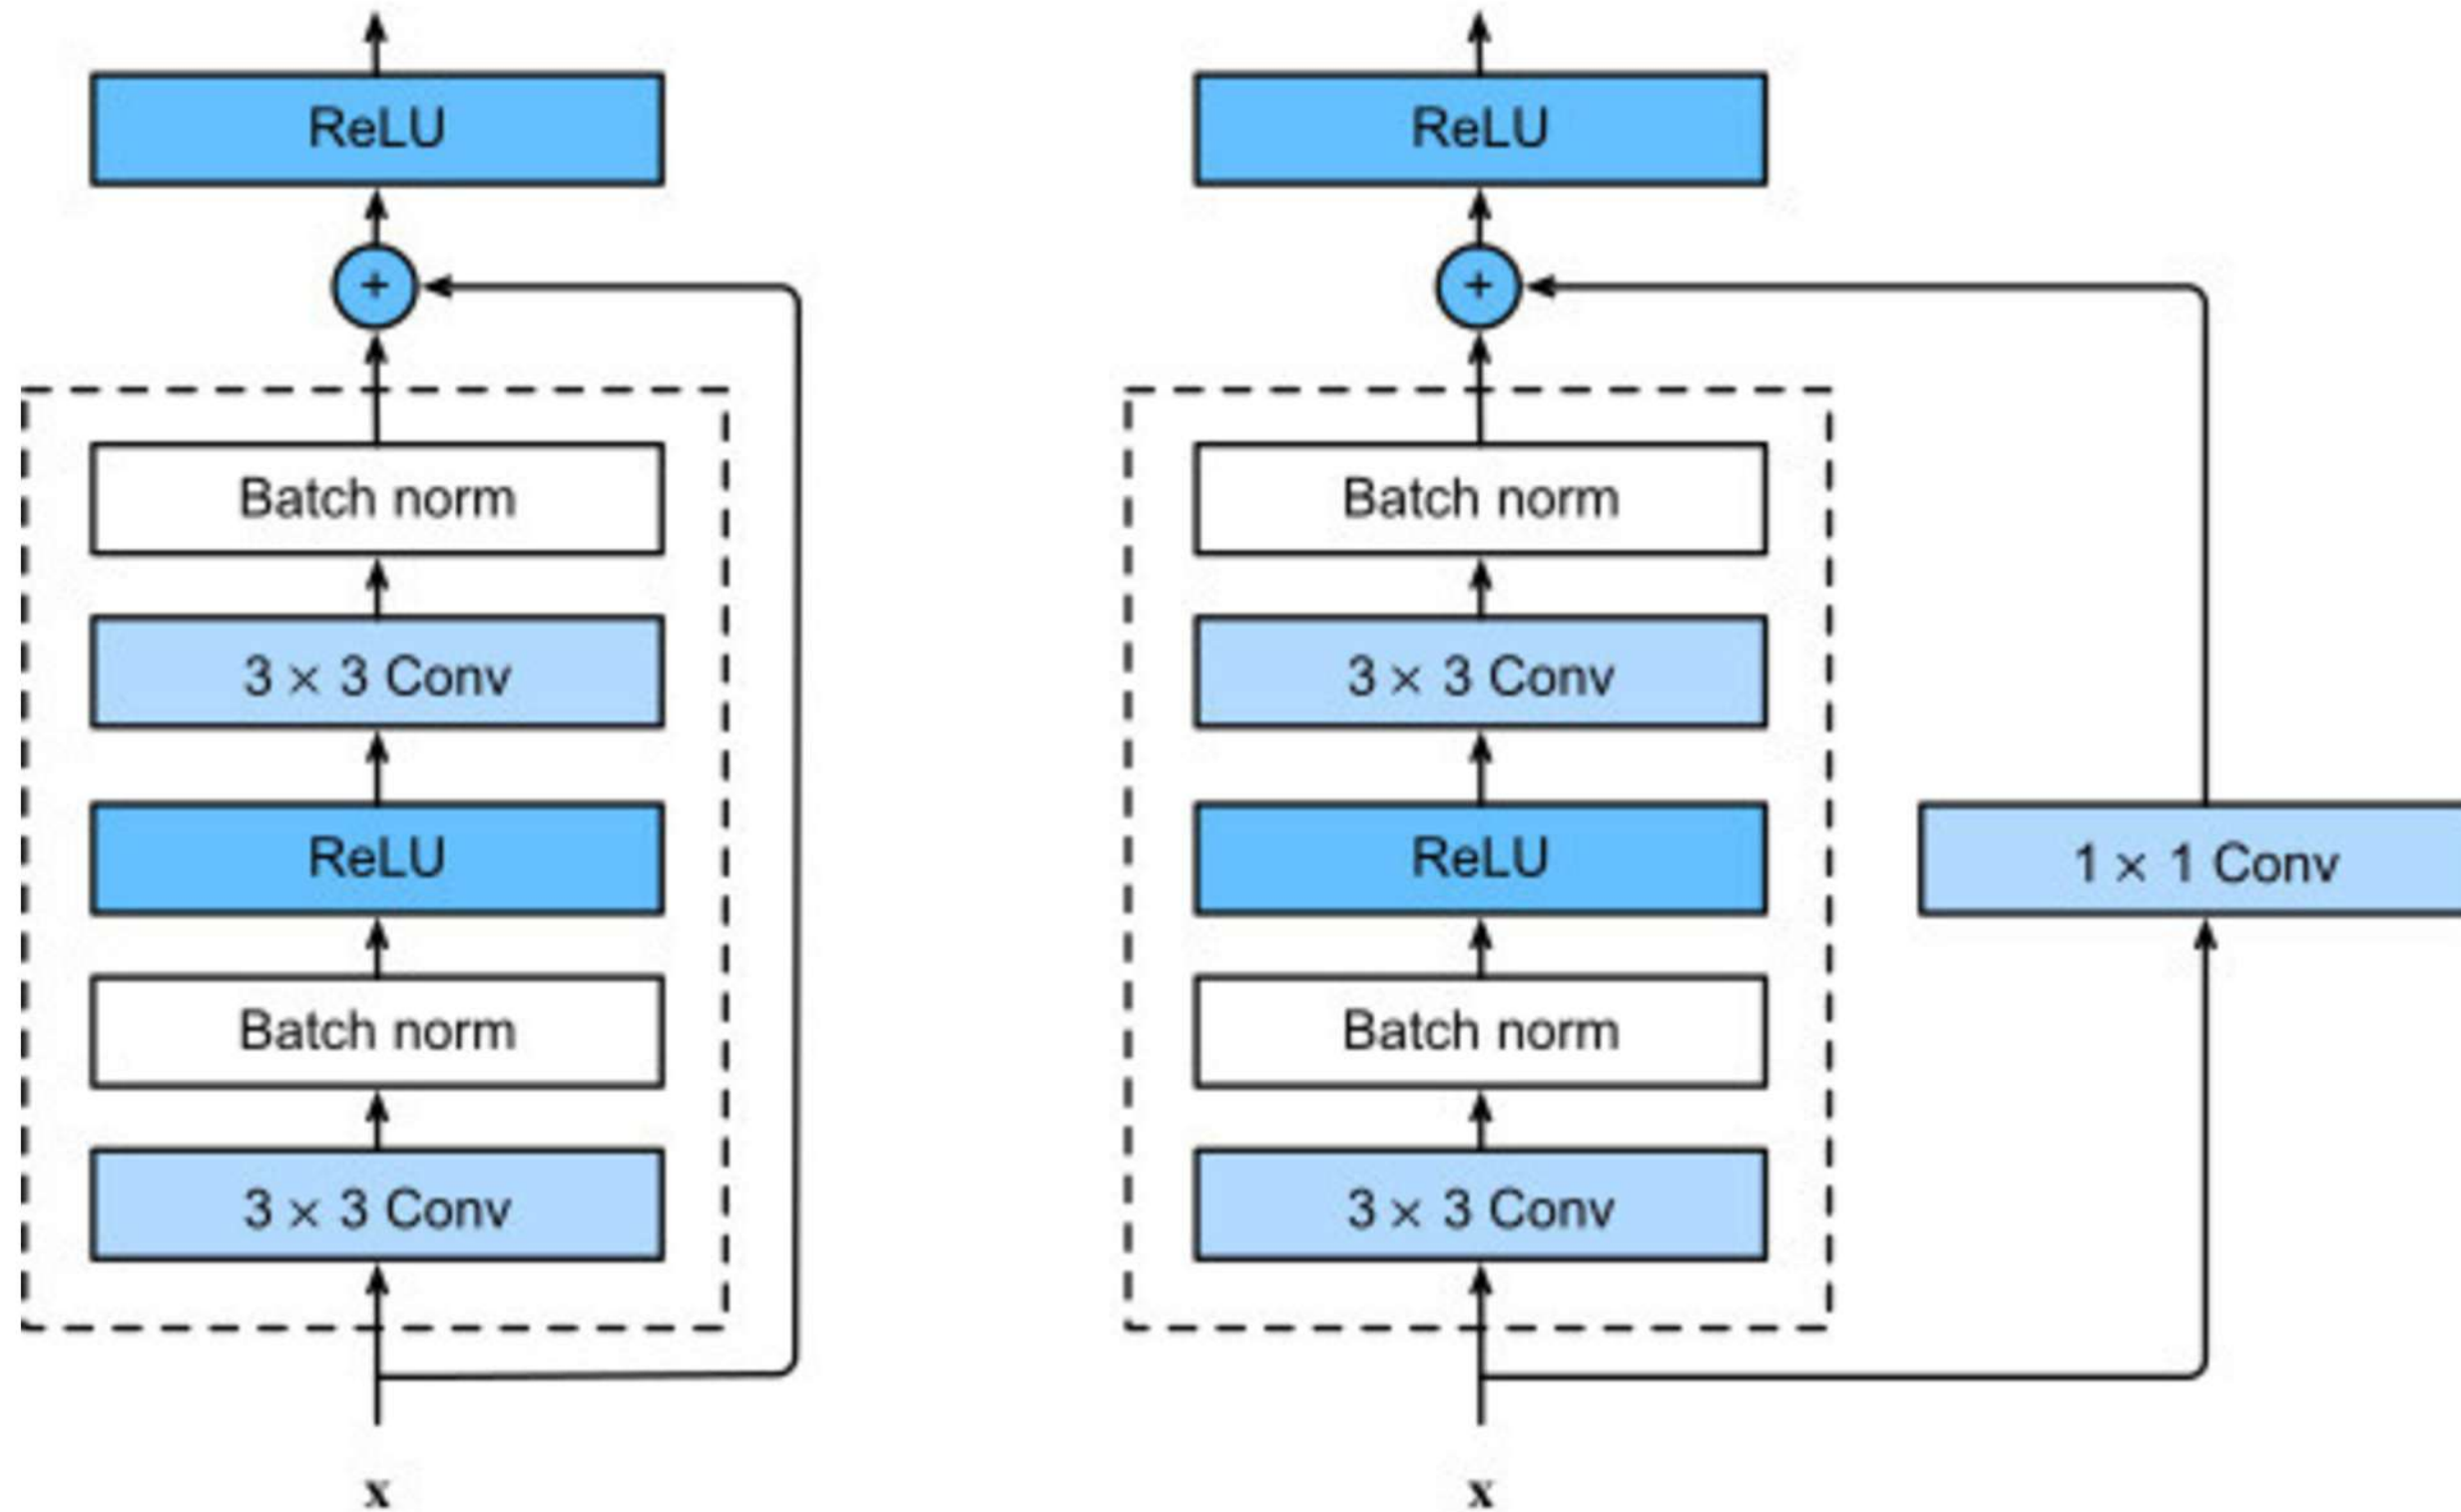 ReLU
+
Batch norm
3 × 3 Conv
ReLU
Batch norm
3 × 3 Conv
x
ReLU
+
Batch norm
3 × 3 Conv
ReLU
Batch norm
3 × 3 Conv
1 × 1 Conv
x